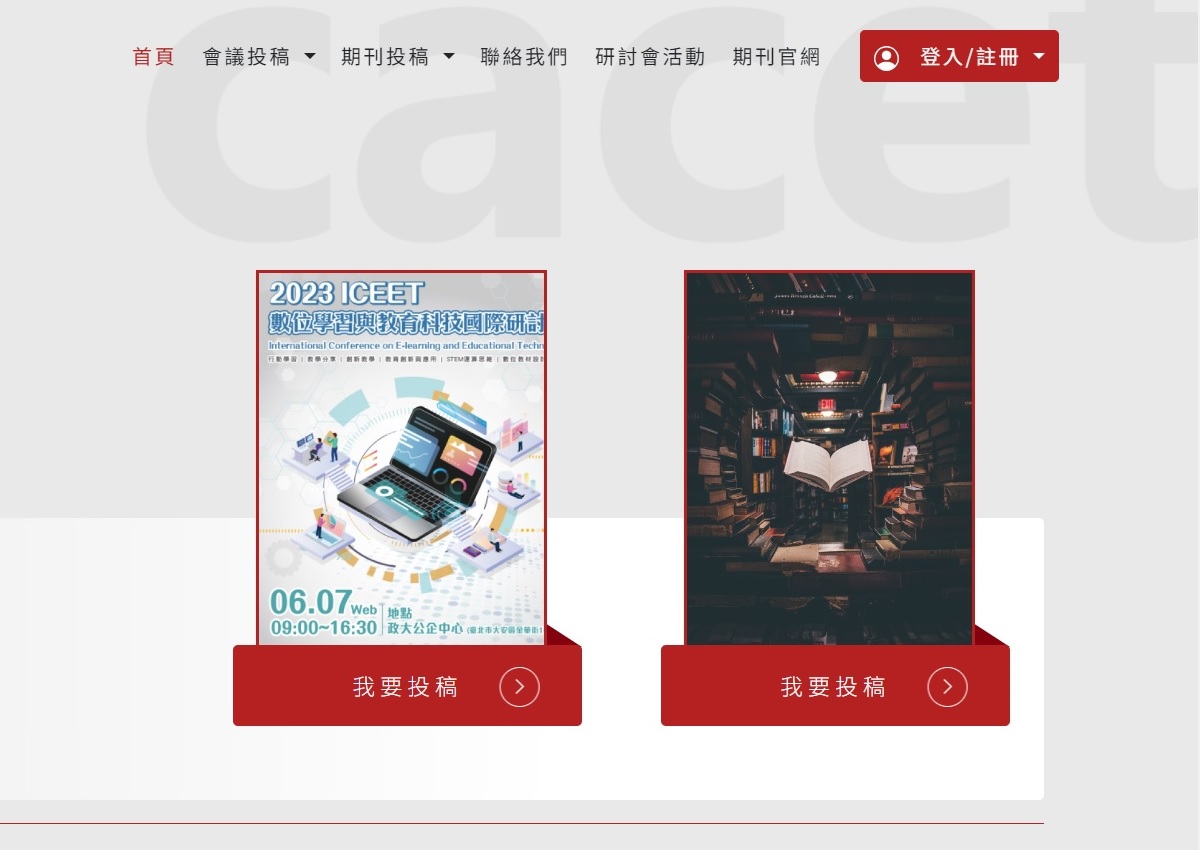 cacet
首頁 會議投稿 期刊投稿 聯絡我們 研討會活動 期刊官網 登入/註冊
2023 ICEET
數位學習與教育科技國際研討
International Conference on E-learning and Educational Techn
行動學習 | 教學分享 | 創新教學 | 教育創新與應用 | STEM運算思維 | 數位教材設計
06.07 Web
09:00~16:30
地點
政大公企中心 (臺北市大安區金華街1
EXIT
我要投稿
我要投稿